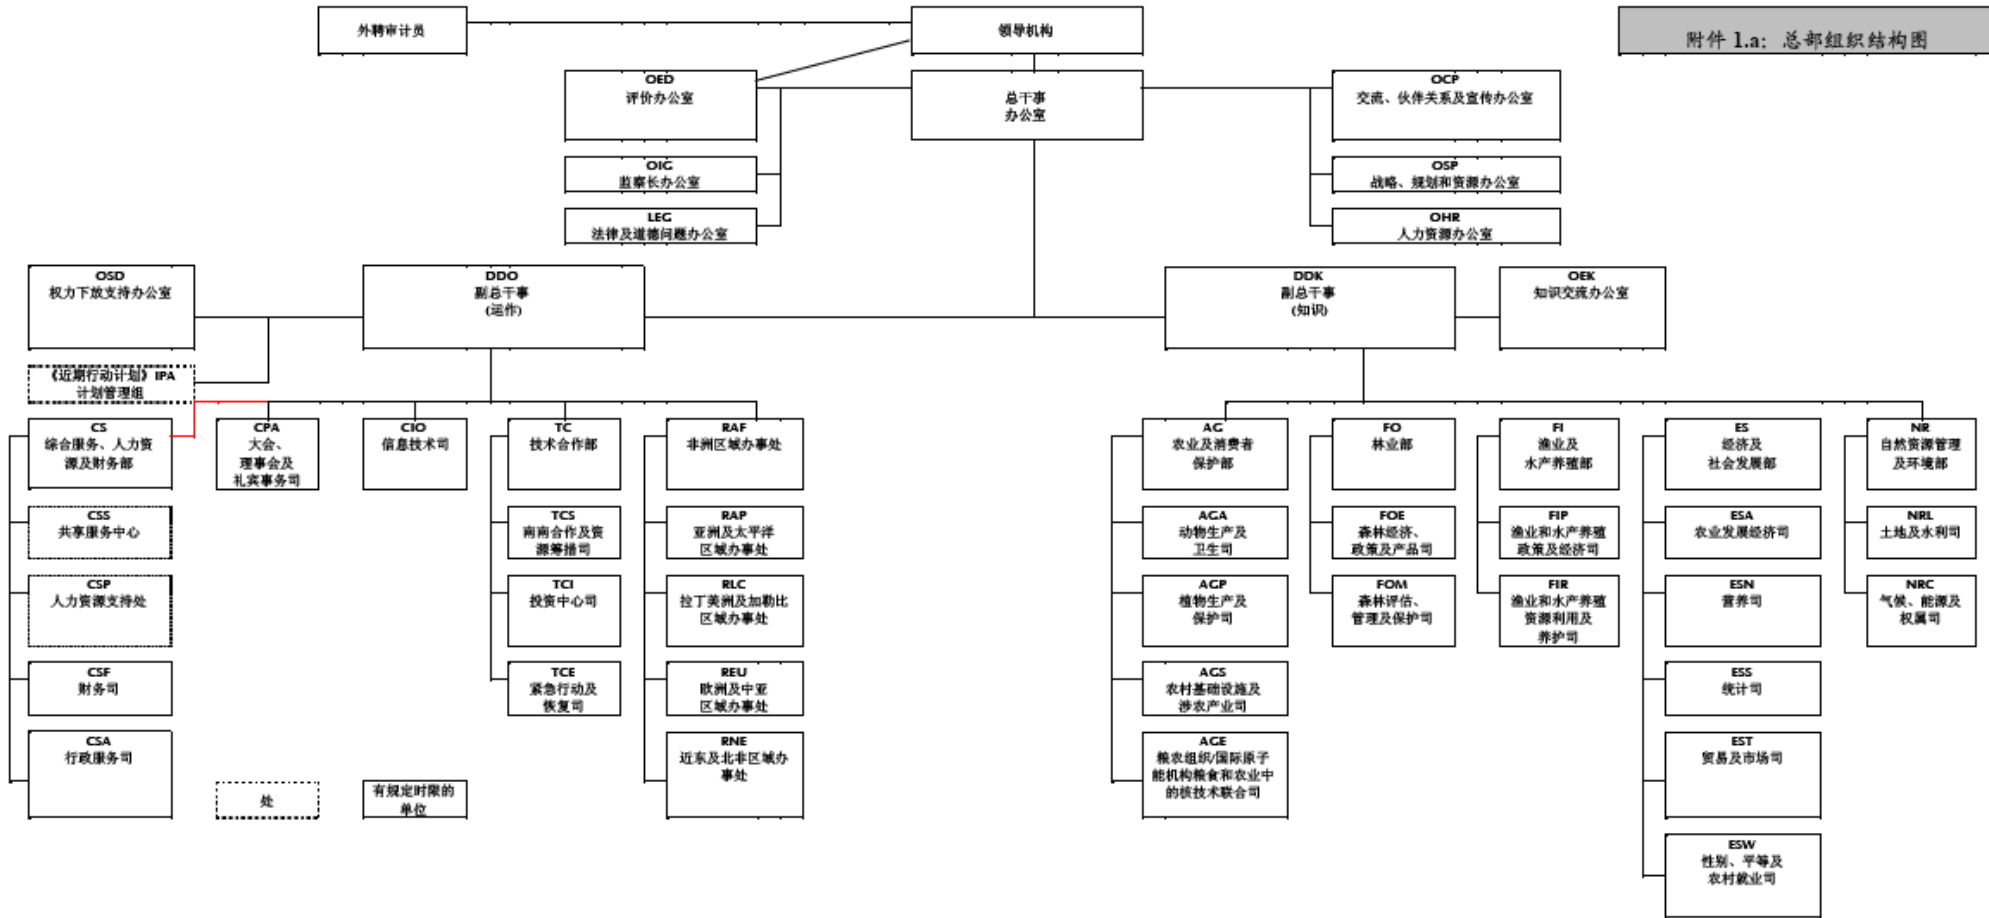 外聘审计员
领导机构
附件 1.a：总部组织结构图
OED
评价办公室
总干事
办公室
OCP
交流、伙伴关系及宣传办公室
OIG
监察长办公室
OSP
战略、规划和资源办公室
LEG
法律及道德问题办公室
OHR
人力资源办公室
OSD
权力下放支持办公室
DDO
副总干事
(运作)
DDK
副总干事
(知识)
OEK
知识交流办公室
《近期行动计划》IPA
计划管理组
CS
综合服务、人力资
源及财务部
CPA
大会、
理事会及
礼宾事务司
CIO
信息技术司
TC
技术合作部
RAF
非洲区域办事处
AG
农业及消费者
保护部
FO
林业部
FI
渔业及
水产养殖部
ES
经济及
社会发展部
NR
自然资源管理
及环境部
CSS
共享服务中心
TCS
南南合作及资
源筹措司
RAP
亚洲及太平洋
区域办事处
AGA
动物生产及
卫生司
FOE
森林经济、
政策及产品司
FIP
渔业和水产养殖
政策及经济司
ESA
农业发展经济司
NRL
土地及水利司
CSP
人力资源支持处
TCI
投资中心司
RLC
拉丁美洲及加勒比
区域办事处
AGP
植物生产及
保护司
FOM
森林评估、
管理及保护司
FIR
渔业和水产养殖
资源利用及
养护司
ESN
营养司
NRC
气候、能源及
权属司
CSF
财务司
TCE
紧急行动及
恢复司
REU
欧洲及中亚
区域办事处
AGS
农村基础设施及
涉农产业司
ESS
统计司
CSA
行政服务司
RNE
近东及北非区域办
事处
AGE
粮农组织/国际原子
能机构粮食和农业中
的核技术联合司
EST
贸易及市场司
处
有规定时限的
单位
ESW
性别、平等及
农村就业司